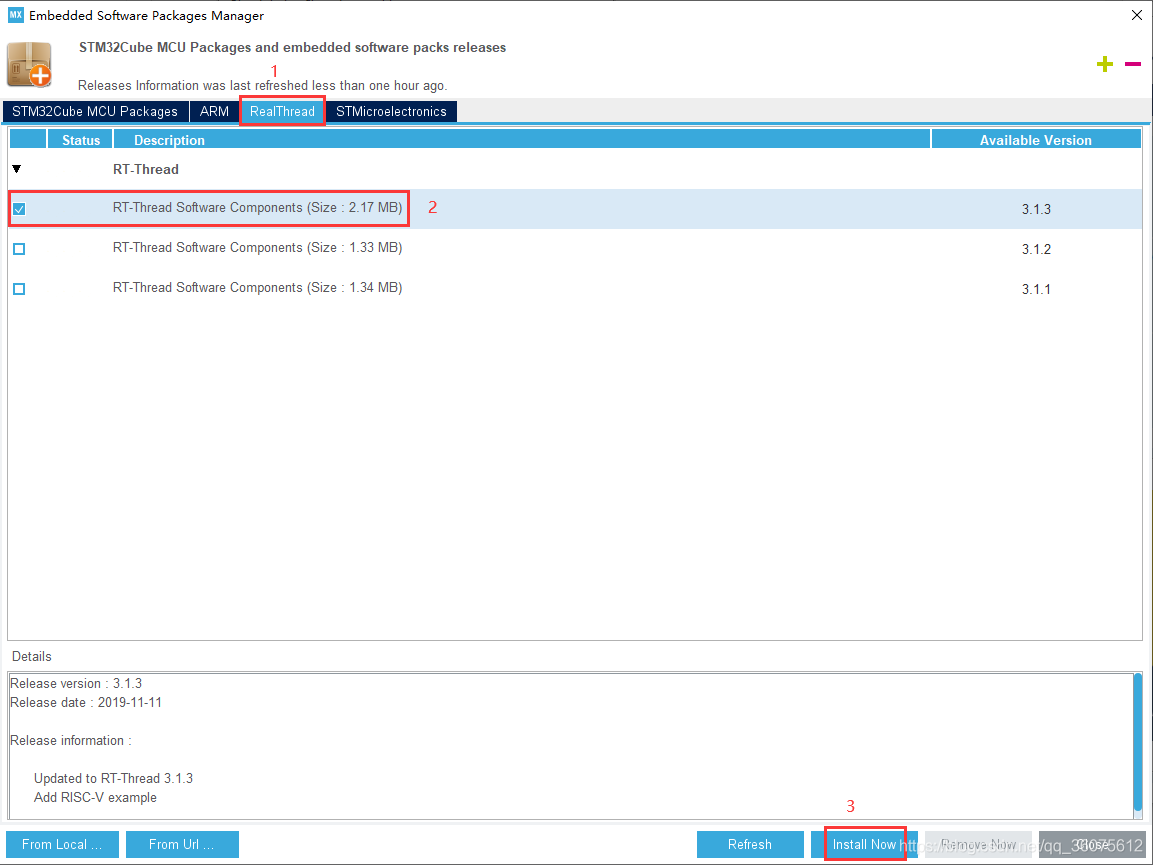 MX Embedded Software Packages Manager
STM32Cube MCU Packages and embedded software packs releases
1
Releases Information was last refreshed less than one hour ago.
STM32Cube MCU Packages ARM RealThread STMicroelectronics
Status Description Available Version
RT-Thread
RT-Thread Software Components (Size : 2.17 MB) 2 3.1.3
RT-Thread Software Components (Size : 1.33 MB) 3.1.2
RT-Thread Software Components (Size : 1.34 MB) 3.1.1
Details
Release version : 3.1.3
Release date : 2019-11-11
Release information :
Updated to RT-Thread 3.1.3
Add RISC-V example
3
From Local ... From Url ... Refresh Install Now Remove Now Close
https://blog.csdn.net/qq_36075612